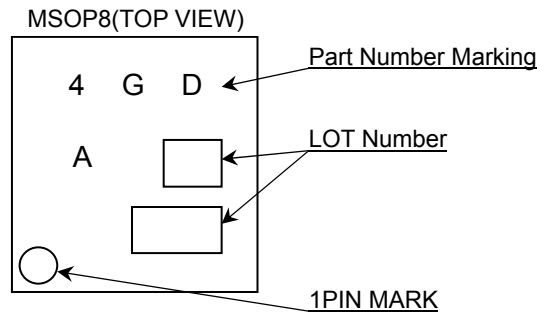 MSOP8(TOP VIEW)
4 G D
Part Number Marking
A
LOT Number
1PIN MARK